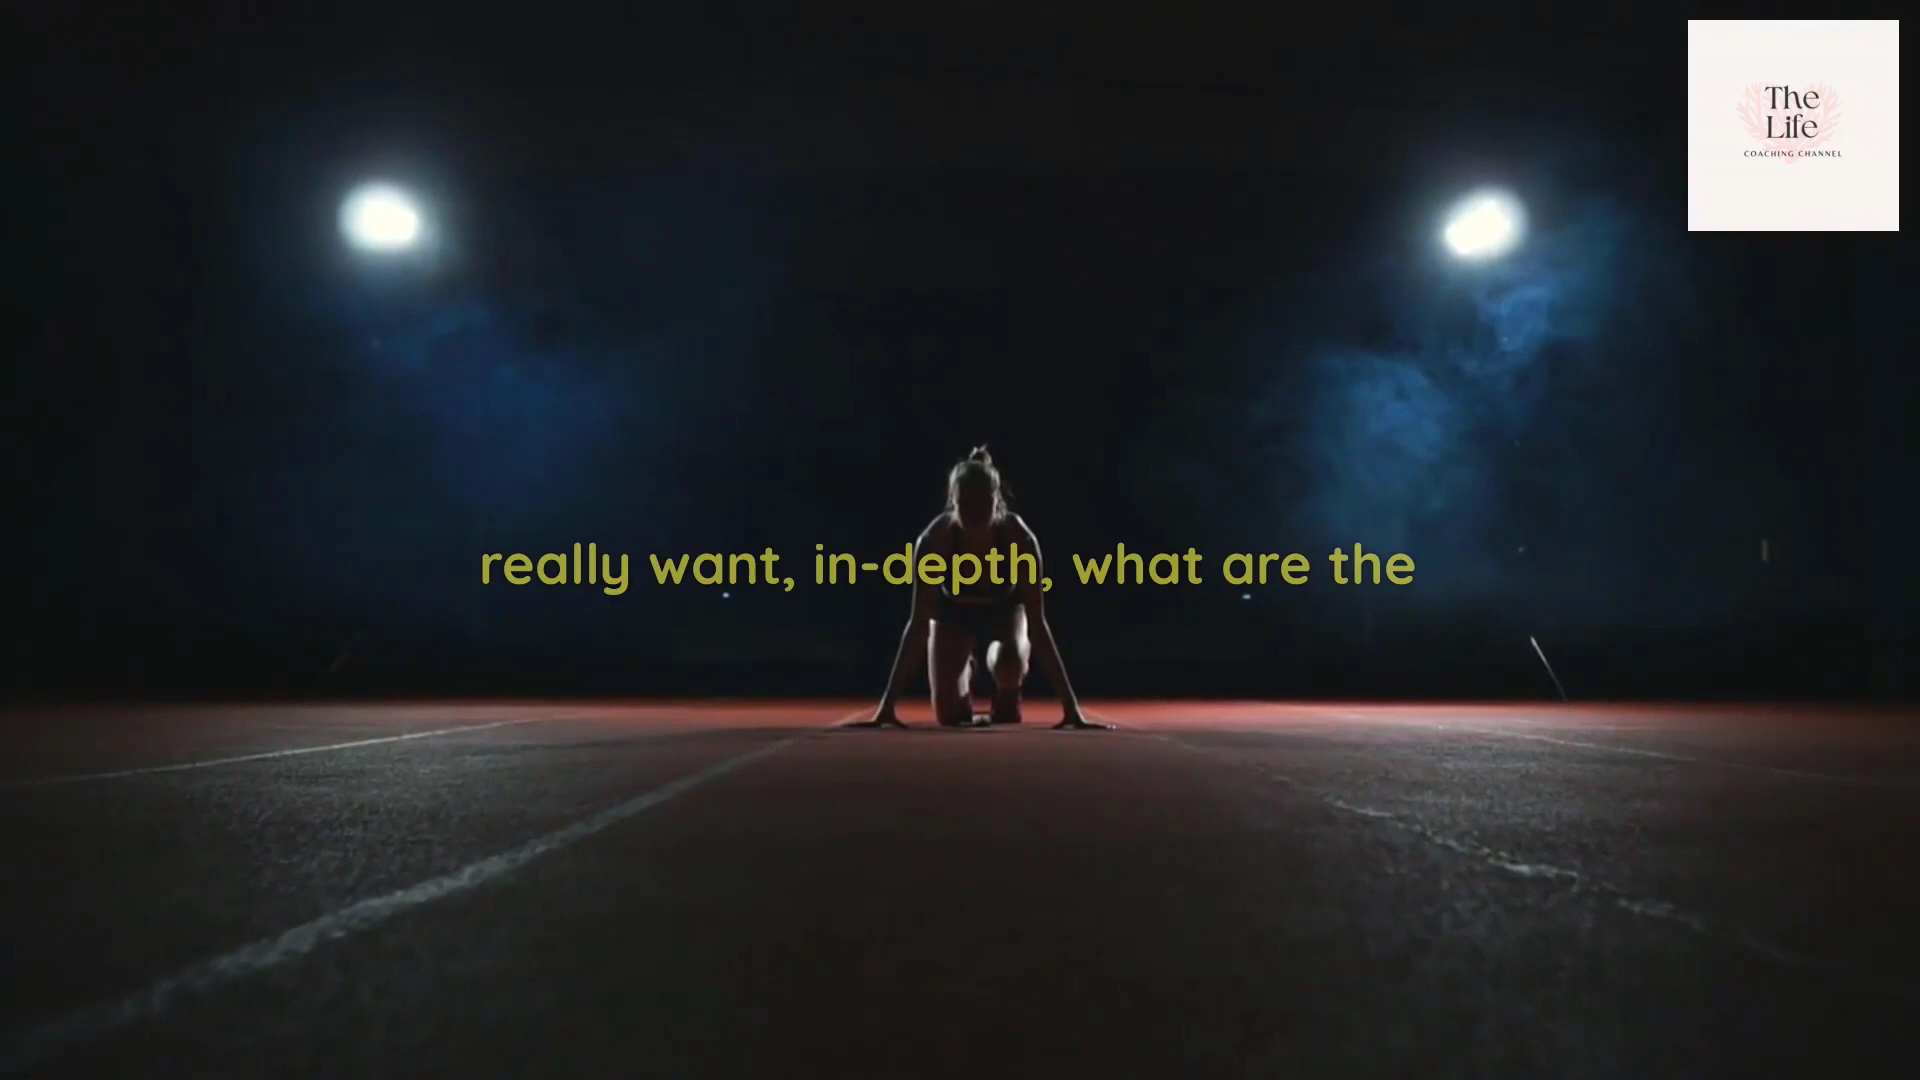 The
Life
COACHING CHANNEL
really want, in-depth, what are the